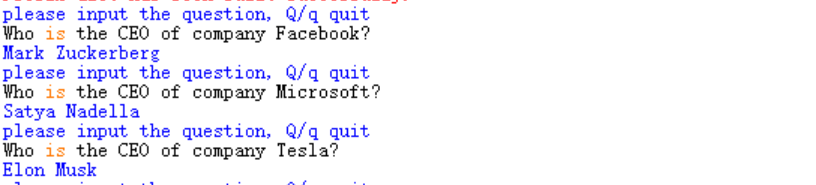 please input the question, Q/q quit
Who is the CEO of company Facebook?
Mark Zuckerberg
please input the question, Q/q quit
Who is the CEO of company Microsoft?
Satya Nadella
please input the question, Q/q quit
Who is the CEO of company Tesla?
Elon Musk